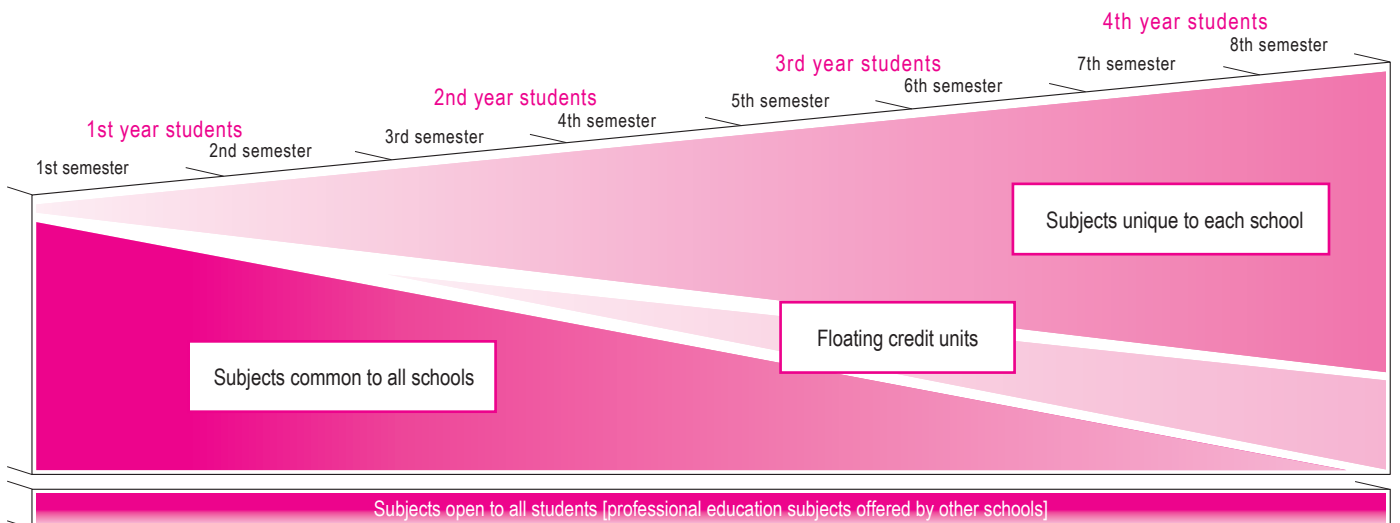 1st year students
1st semester
2nd semester
2nd year students
3rd semester
4th semester
3rd year students
5th semester
6th semester
4th year students
7th semester
8th semester
Subjects unique to each school
Floating credit units
Subjects common to all schools
Subjects open to all students [professional education subjects offered by other schools]